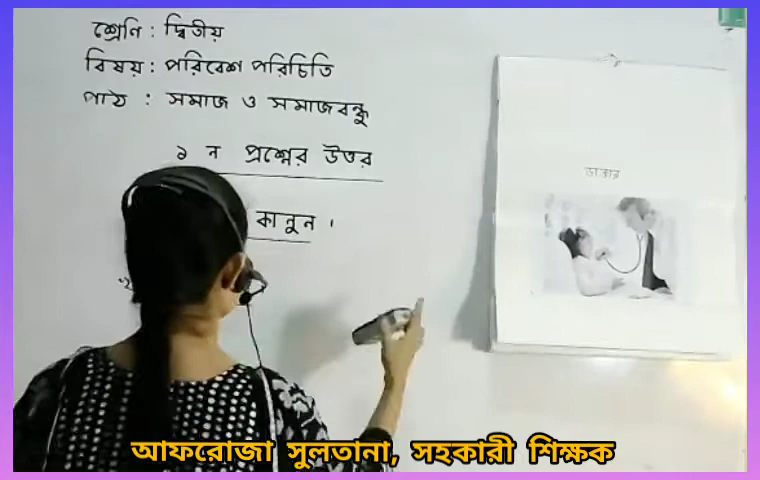 শ্রেণি : দ্বিতীয়
বিষয় : পরিবেশ পরিচিতি
পাঠ : সমাজ ও সমাজবন্ধু
১ ন প্রশ্নের উত্তর
কানুন ।
ডাক্তার
আফরোজা সুলতানা, সহকারী শিক্ষক